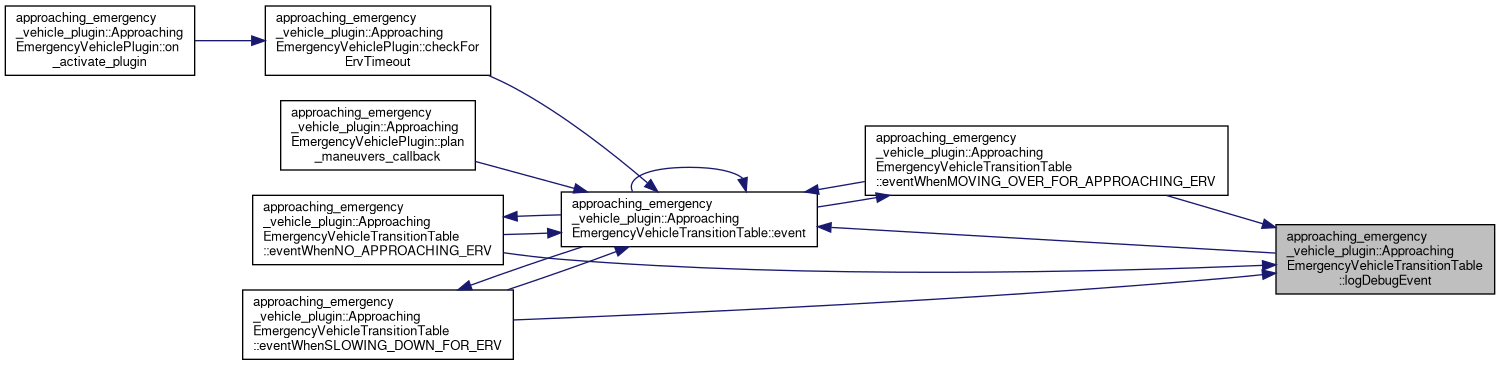 approaching_emergency
_vehicle_plugin::Approaching
EmergencyVehiclePlugin::on
_activate_plugin
approaching_emergency
_vehicle_plugin::Approaching
EmergencyVehiclePlugin::checkFor
ErvTimeout
approaching_emergency
_vehicle_plugin::Approaching
EmergencyVehiclePlugin::plan
_maneuvers_callback
approaching_emergency
_vehicle_plugin::Approaching
EmergencyVehicleTransitionTable
::eventWhenNO_APPROACHING_ERV
approaching_emergency
_vehicle_plugin::Approaching
EmergencyVehicleTransitionTable
::eventWhenSLOWING_DOWN_FOR_ERV
approaching_emergency
_vehicle_plugin::Approaching
EmergencyVehicleTransitionTable::event
approaching_emergency
_vehicle_plugin::Approaching
EmergencyVehicleTransitionTable
::eventWhenMOVING_OVER_FOR_APPROACHING_ERV
approaching_emergency
_vehicle_plugin::Approaching
EmergencyVehicleTransitionTable
::logDebugEvent